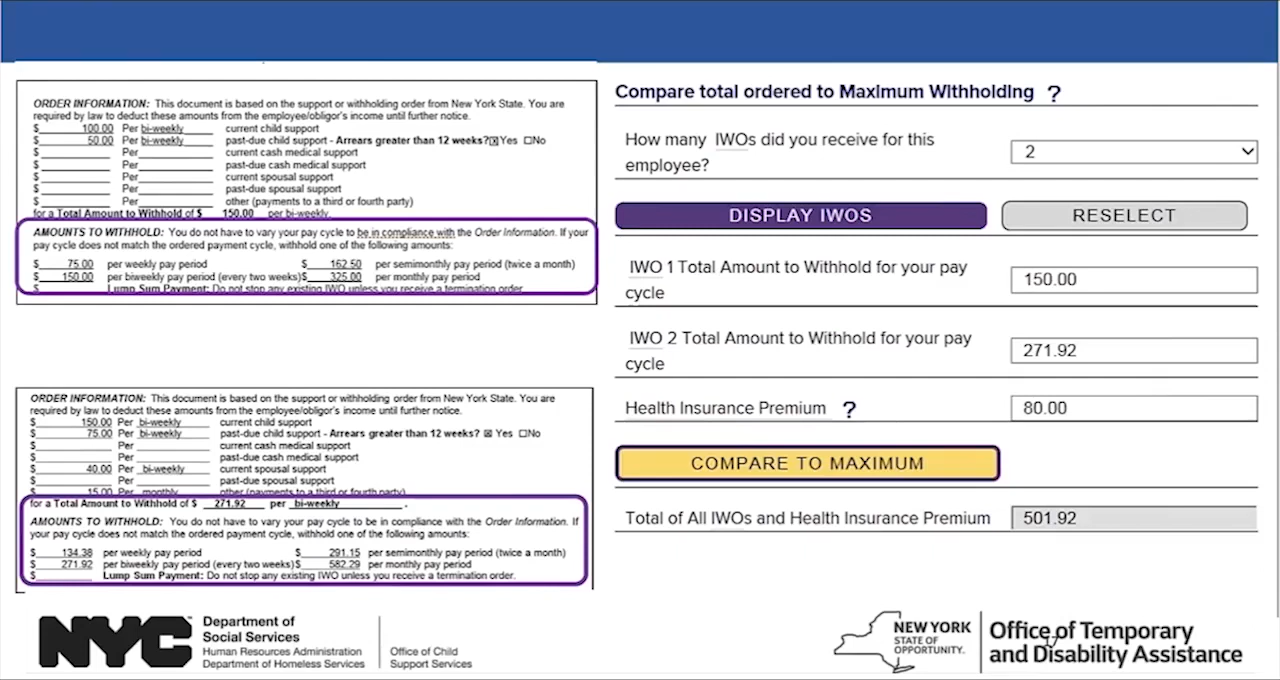 ORDER INFORMATION: This document is based on the support or withholding order from New York State. You are
required by law to deduct these amounts from the employee/obligor's income until further notice.
$ 100.00 Per bi-weekly current child support
$ 50.00 Per bi-weekly past-due child support - Arrears greater than 12 weeks? ☒ Yes ☐ No
$ Per current cash medical support
$ Per past-due cash medical support
$ Per current spousal support
$ Per past-due spousal support
$ Per other (payments to a third or fourth party)
for a Total Amount to Withhold of $ 150.00 per bi-weekly.
AMOUNTS TO WITHHOLD: You do not have to vary your pay cycle to be in compliance with the Order Information. If your
pay cycle does not match the ordered payment cycle, withhold one of the following amounts:
$ 75.00 per weekly pay period $ 162.50 per semimonthly pay period (twice a month)
$ 150.00 per biweekly pay period (every two weeks) $ 325.00 per monthly pay period
$ Lump Sum Payment: Do not stop any existing IWO unless you receive a termination order
ORDER INFORMATION: This document is based on the support or withholding order from New York State. You are
required by law to deduct these amounts from the employee/obligor's income until further notice.
$ 150.00 Per bi-weekly current child support
$ 75.00 Per bi-weekly past-due child support - Arrears greater than 12 weeks? ☒ Yes ☐ No
$ Per current cash medical support
$ Per past-due cash medical support
$ 40.00 Per bi-weekly current spousal support
$ Per past-due spousal support
$ 15.00 Per monthly other (payments to a third or fourth party)
for a Total Amount to Withhold of $ 271.92 per bi-weekly.
AMOUNTS TO WITHHOLD: You do not have to vary your pay cycle to be in compliance with the Order Information. If
your pay cycle does not match the ordered payment cycle, withhold one of the following amounts:
$ 134.38 per weekly pay period $ 291.15 per semimonthly pay period (twice a month)
$ 271.92 per biweekly pay period (every two weeks) $ 582.29 per monthly pay period
$ Lump Sum Payment: Do not stop any existing IWO unless you receive a termination order.
Compare total ordered to Maximum Withholding ?
How many IWOs did you receive for this
employee?
2
DISPLAY IWOS RESELECT
IWO 1 Total Amount to Withhold for your pay
cycle
150.00
IWO 2 Total Amount to Withhold for your pay
cycle
271.92
Health Insurance Premium ? 80.00
COMPARE TO MAXIMUM
Total of All IWOs and Health Insurance Premium 501.92
NYC
Department of
Social Services
Human Resources Administration
Department of Homeless Services
Office of Child
Support Services
NEW YORK
STATE OF
OPPORTUNITY.
Office of Temporary
and Disability Assistance